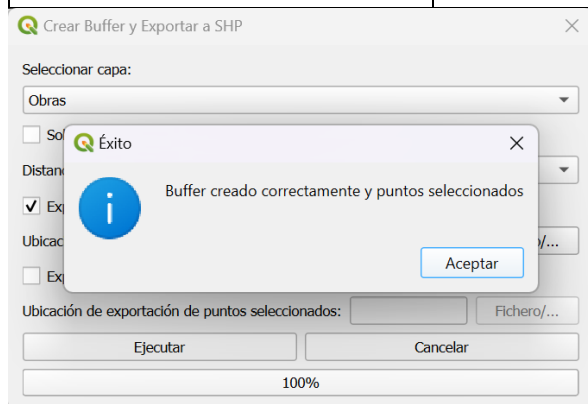 Crear Buffer y Exportar a SHP
Seleccionar capa:
Obras
Éxito
Buffer creado correctamente y puntos seleccionados
Aceptar
Ubicación de exportación de puntos seleccionados:
Fichero/...
Ejecutar
Cancelar
100%